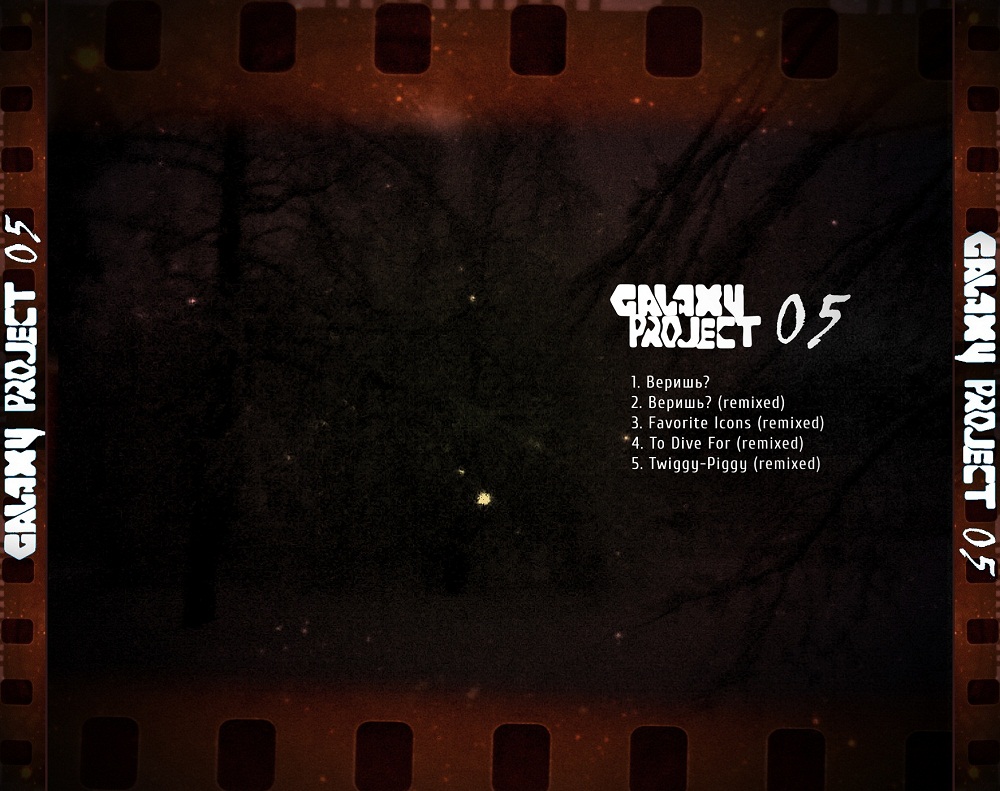 GALAXY PROJECT 05
GALAXY
PROJECT 05
1. Веришь?
2. Веришь? (remixed)
3. Favorite Icons (remixed)
4. To Dive For (remixed)
5. Twiggy-Piggy (remixed)
GALAXY PROJECT 05